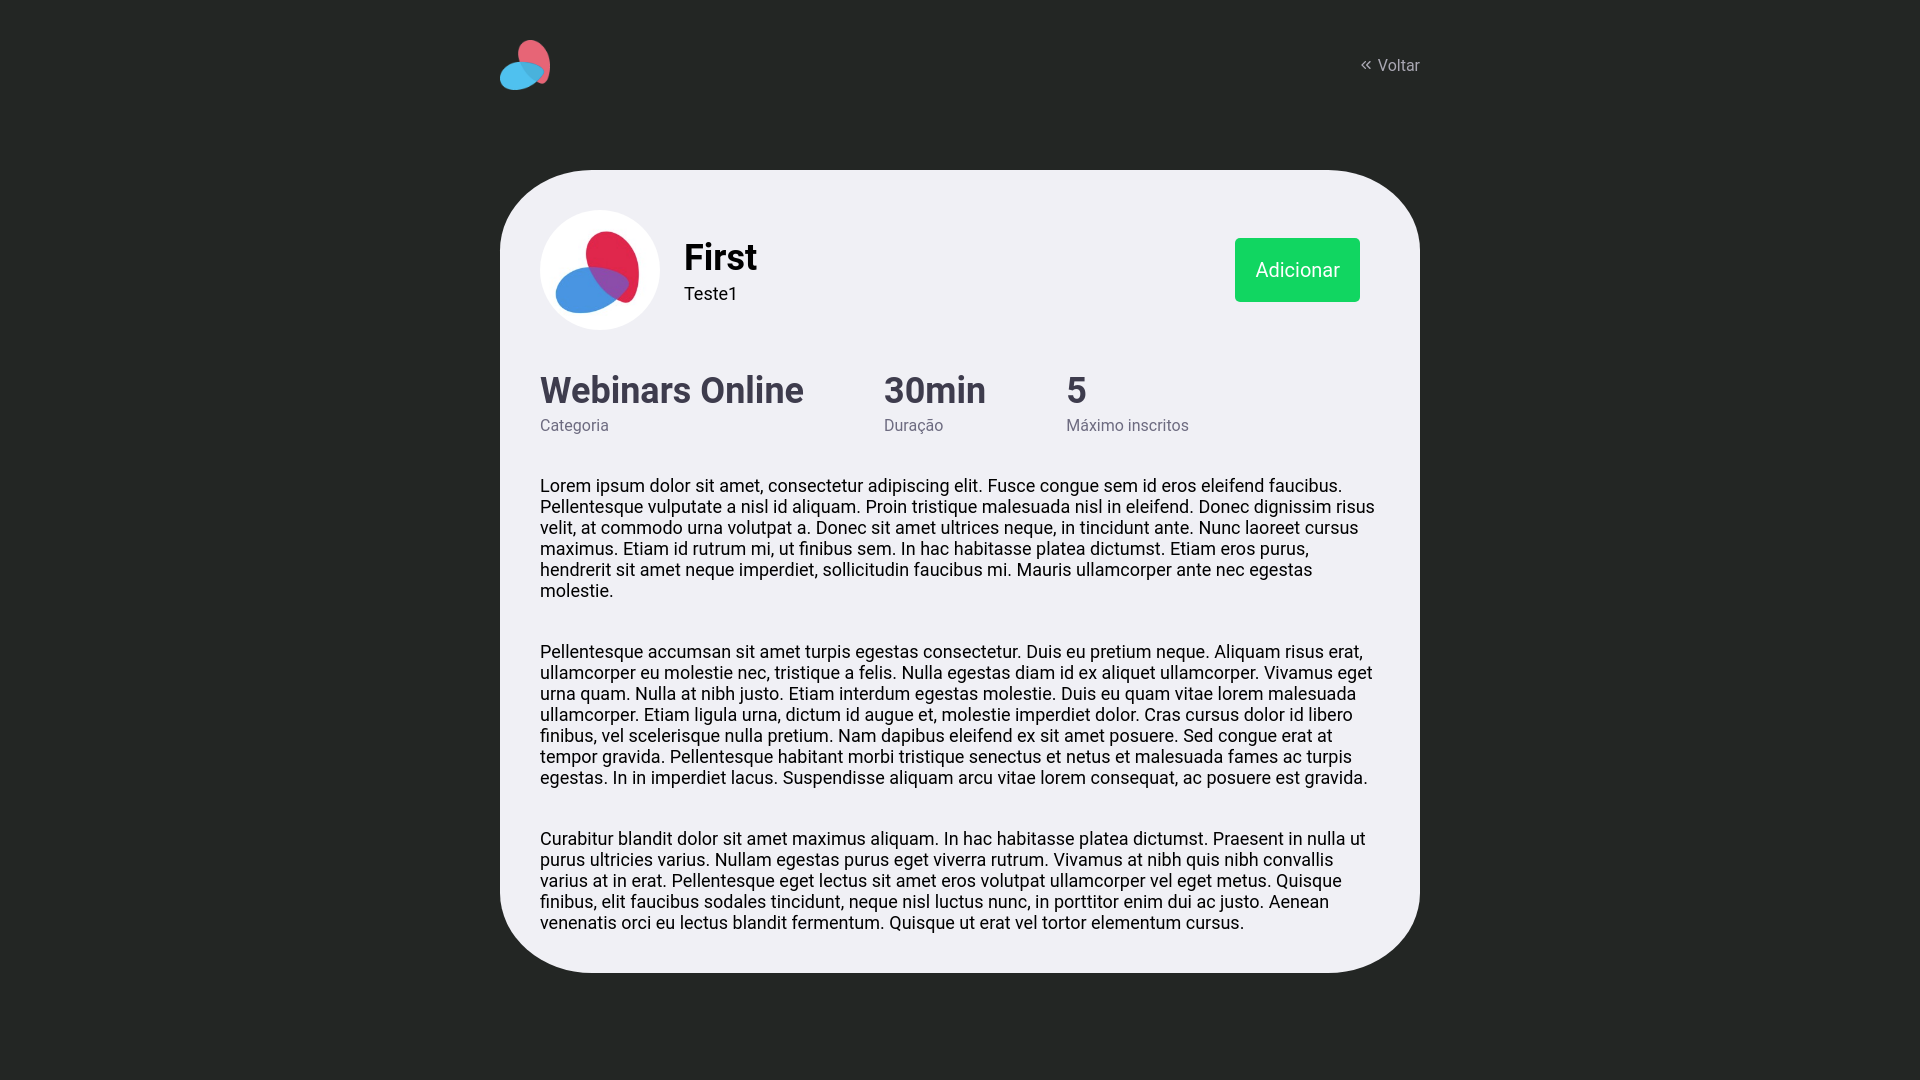 « Voltar
First
Teste1
Adicionar
Webinars Online
Categoria
30min
Duração
5
Máximo inscritos
Lorem ipsum dolor sit amet, consectetur adipiscing elit. Fusce congue sem id eros eleifend faucibus.
Pellentesque vulputate a nisl id aliquam. Proin tristique malesuada nisl in eleifend. Donec dignissim risus
velit, at commodo urna volutpat a. Donec sit amet ultrices neque, in tincidunt ante. Nunc laoreet cursus
maximus. Etiam id rutrum mi, ut finibus sem. In hac habitasse platea dictumst. Etiam eros purus,
hendrerit sit amet neque imperdiet, sollicitudin faucibus mi. Mauris ullamcorper ante nec egestas
molestie.
Pellentesque accumsan sit amet turpis egestas consectetur. Duis eu pretium neque. Aliquam risus erat,
ullamcorper eu molestie nec, tristique a felis. Nulla egestas diam id ex aliquet ullamcorper. Vivamus eget
urna quam. Nulla at nibh justo. Etiam interdum egestas molestie. Duis eu quam vitae lorem malesuada
ullamcorper. Etiam ligula urna, dictum id augue et, molestie imperdiet dolor. Cras cursus dolor id libero
finibus, vel scelerisque nulla pretium. Nam dapibus eleifend ex sit amet posuere. Sed congue erat at
tempor gravida. Pellentesque habitant morbi tristique senectus et netus et malesuada fames ac turpis
egestas. In in imperdiet lacus. Suspendisse aliquam arcu vitae lorem consequat, ac posuere est gravida.
Curabitur blandit dolor sit amet maximus aliquam. In hac habitasse platea dictumst. Praesent in nulla ut
purus ultricies varius. Nullam egestas purus eget viverra rutrum. Vivamus at nibh quis nibh convallis
varius at in erat. Pellentesque eget lectus sit amet eros volutpat ullamcorper vel eget metus. Quisque
finibus, elit faucibus sodales tincidunt, neque nisl luctus nunc, in porttitor enim dui ac justo. Aenean
venenatis orci eu lectus blandit fermentum. Quisque ut erat vel tortor elementum cursus.